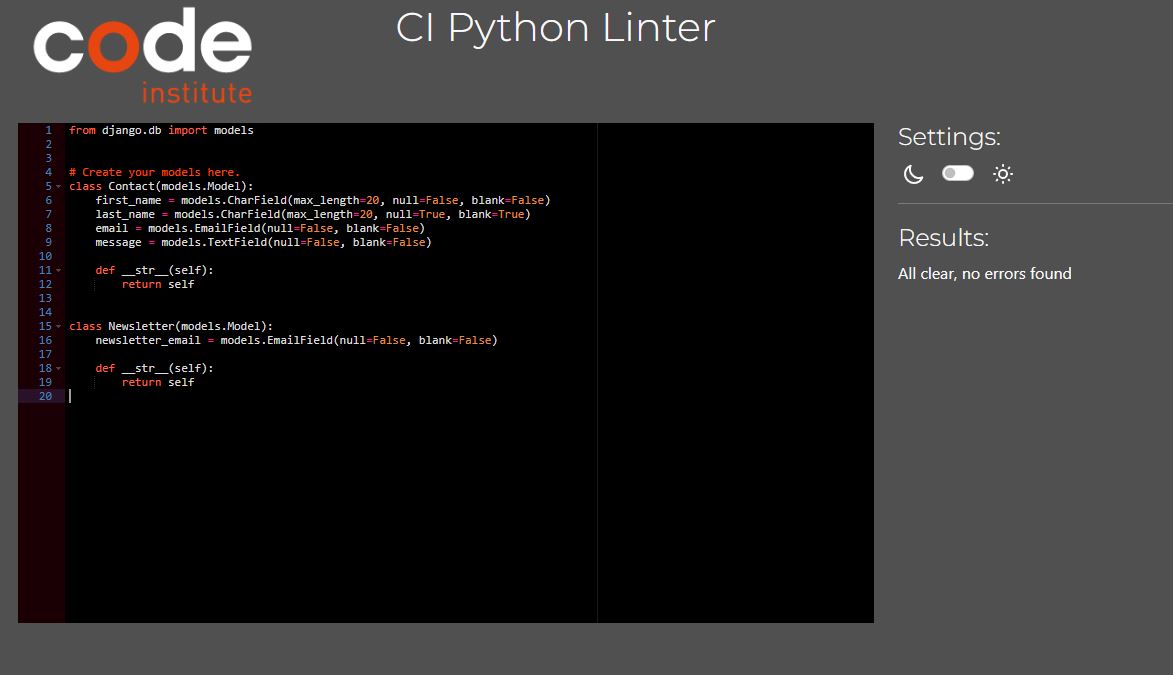 code
institute
CI Python Linter
1 from django.db import models
2
3
4 # Create your models here.
5 class Contact(models.Model):
6     first_name = models.CharField(max_length=20, null=False, blank=False)
7     last_name = models.CharField(max_length=20, null=True, blank=True)
8     email = models.EmailField(null=False, blank=False)
9     message = models.TextField(null=False, blank=False)
10
11     def __str__(self):
12         return self
13
14
15 class Newsletter(models.Model):
16     newsletter_email = models.EmailField(null=False, blank=False)
17
18     def __str__(self):
19         return self
20
Settings:
Results:
All clear, no errors found